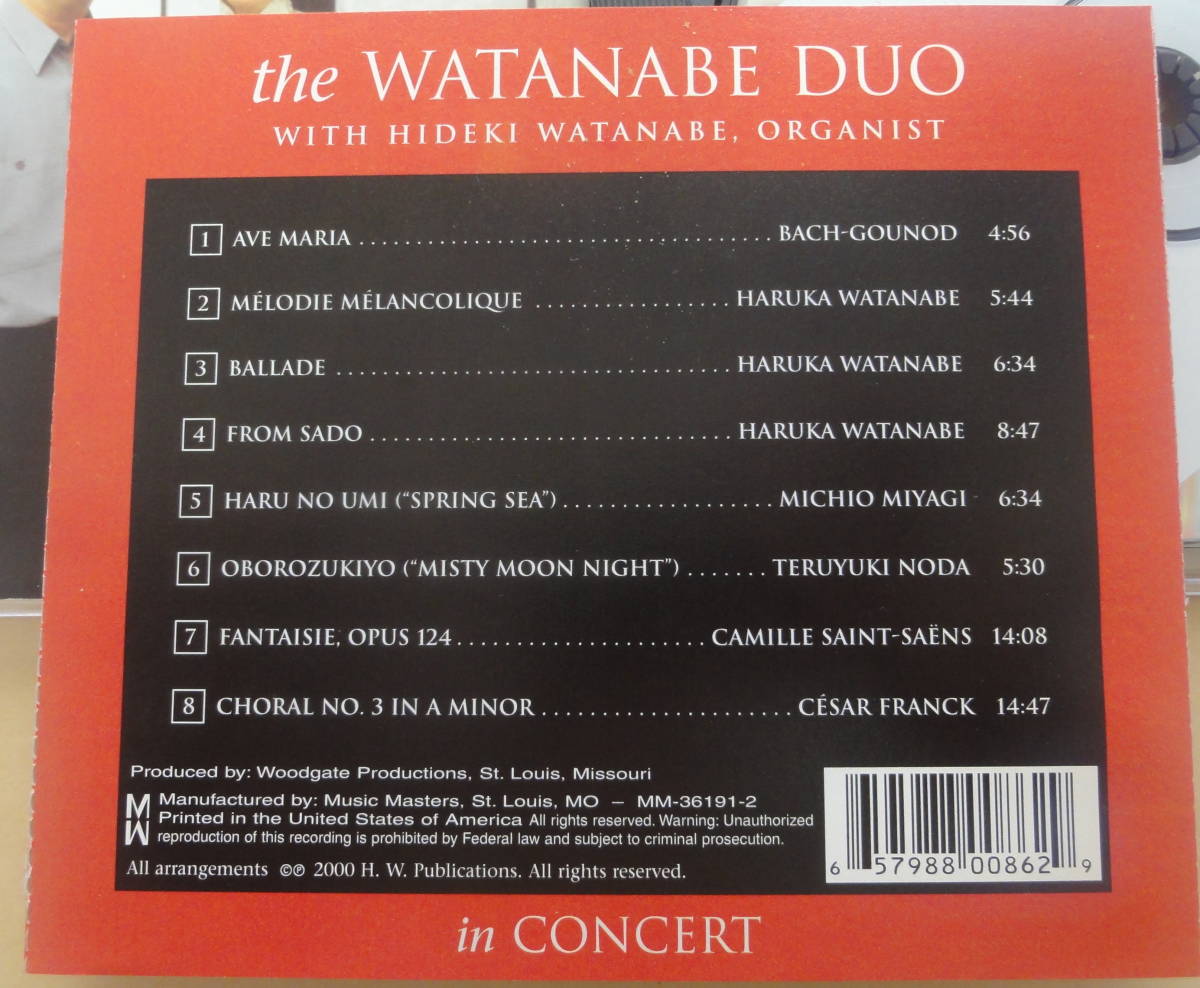 the WATANABE DUO
WITH HIDEKI WATANABE, ORGANIST
1 AVE MARIA ..................................... BACH-GOUNOD 4:56
2 MÉLODIE MÉLANCOLIQUE ................. HARUKA WATANABE 5:44
3 BALLADE ................................... HARUKA WATANABE 6:34
4 FROM SADO ................................ HARUKA WATANABE 8:47
5 HARU NO UMI (“SPRING SEA”) ................... MICHIO MIYAGI 6:34
6 OBOROZUKIYO (“MISTY MOON NIGHT”) ....... TERUYUKI NODA 5:30
7 FANTAISIE, OPUS 124 ...................... CAMILLE SAINT-SAËNS 14:08
8 CHORAL NO. 3 IN A MINOR ...................... CÉSAR FRANCK 14:47
Produced by: Woodgate Productions, St. Louis, Missouri
MM Manufactured by: Music Masters, St. Louis, MO – MM-36191-2
Printed in the United States of America All rights reserved. Warning: Unauthorized
reproduction of this recording is prohibited by Federal law and subject to criminal prosecution.
All arrangements ©℗ 2000 H. W. Publications. All rights reserved.
6 57988 00862 9
in CONCERT